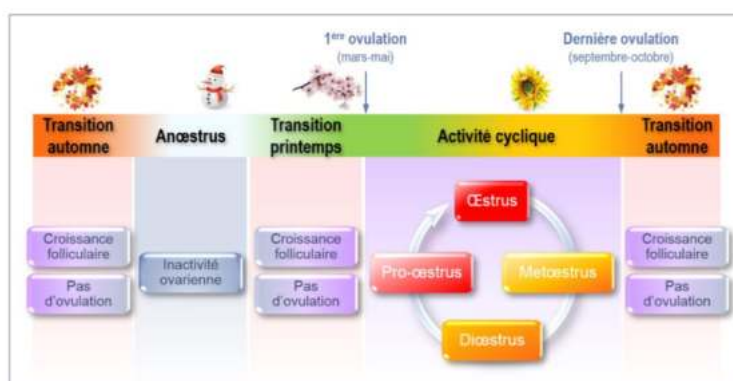 1ere ovulation
(mars-mai)
Dernière ovulation
(septembre-octobre)
Transition
automne
Anœstrus
Transition
printemps
Activité cyclique
Transition
automne
Croissance
folliculaire
Pas
d'ovulation
Inactivité
ovarienne
Croissance
folliculaire
Pas
d'ovulation
Œstrus
Pro-œstrus
Metœstrus
Diœstrus
Croissance
folliculaire
Pas
d'ovulation